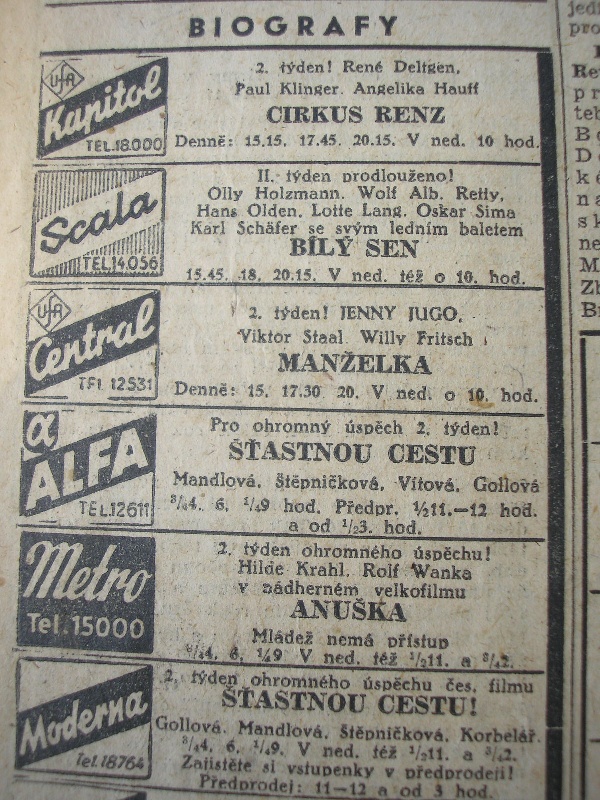 BIOGRAFY
UFA
Kapitol
TEL.18.000
2. týden! René Deltgen,
Paul Klinger, Angelika Hauff
CIRKUS RENZ
Denně: 15.15, 17.45, 20.15. V ned. 10 hod.
Scala
TEL.14.056
II. týden prodlouženo!
Olly Holzmann, Wolf Alb. Retty,
Hans Olden, Lotte Lang, Oskar Sima
Karl Schäfer se svým ledním baletem
BÍLÝ SEN
15.45, 18, 20.15. V ned. též o 10. hod.
UFA
Central
TEL 12531
2. týden! JENNY JUGO,
Viktor Staal, Willy Fritsch
MANŽELKA
Denně: 15, 17.30, 20. V ned. o 10. hod.
α
ALFA
TEL.12611
Pro ohromný úspěch 2. týden!
ŠŤASTNOU CESTU
Mandlová, Štěpničková, Vítová, Gollová
¾4, 6, ¼9 hod. Předpr. ½11.—12 hod.
a od ½3. hod.
Metro
Tel.15000
2. týden ohromného úspěchu!
Hilde Krahl, Rolf Wanka
v nádherném velkofilmu
ANUŠKA
Mládež nemá přístup
¾4, 6, ¼9 V ned. též ½11. a ¾2.
Moderna
Tel.18764
2. týden ohromného úspěchu čes. filmu
ŠŤASTNOU CESTU!
Gollová, Mandlová, Štěpničková, Korbelář.
¾4, 6, ¼9. V ned. též ½11. a ¾2.
Zajistěte si vstupenky v předprodeji!
Předprodej: 11—12 a od 3 hod.